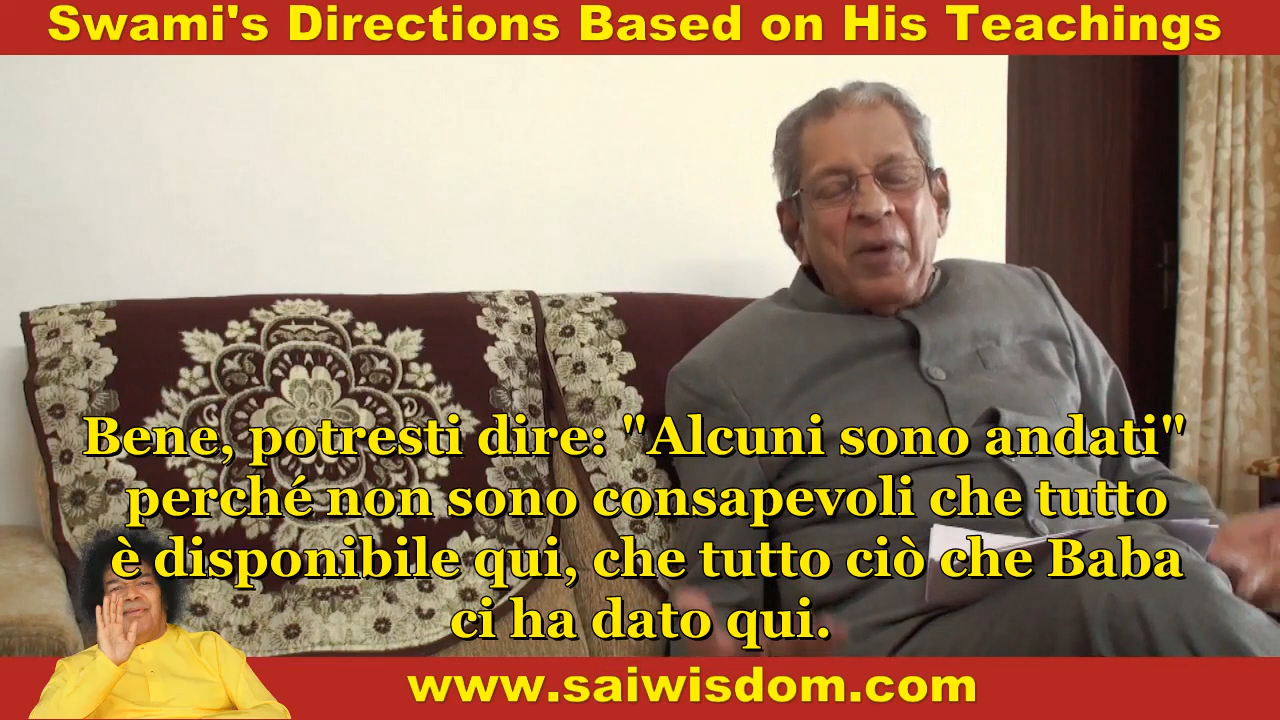 Swami's Directions Based on His Teachings
Bene, potresti dire: "Alcuni sono andati"
perché non sono consapevoli che tutto
è disponibile qui, che tutto ciò che Baba
ci ha dato qui.
www.saiwisdom.com